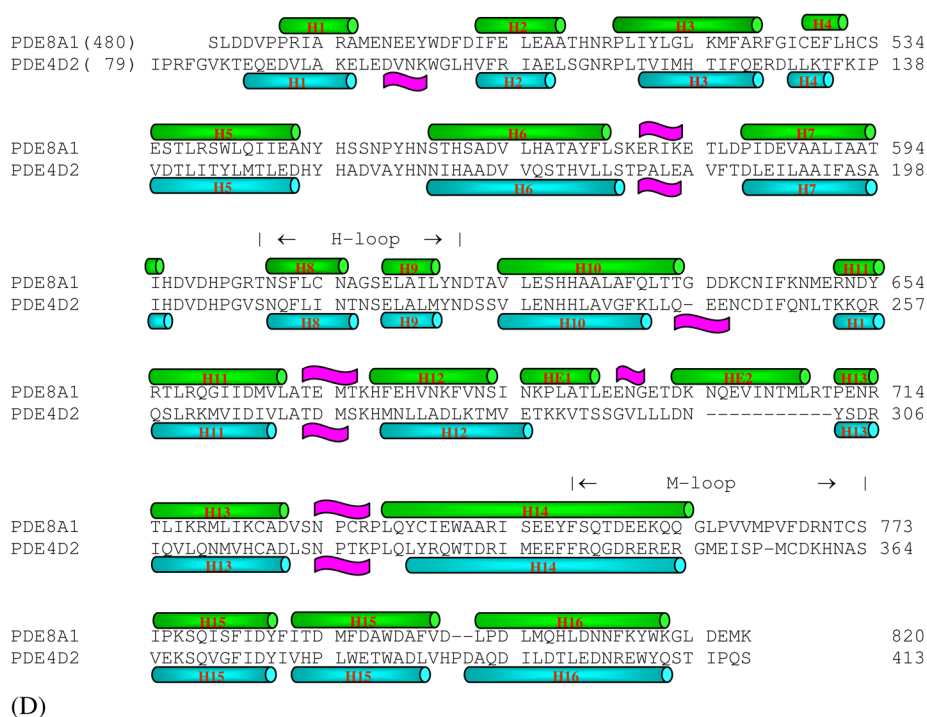 H1 H2 H3 H4
PDE8A1(480) SLDDVPPRIA RAMENEEYWDFDIFE LEAATHNRPLIYLGL KMFARFGICEFLHCS 534
PDE4D2( 79) IPRFGVKTEQEDVLA KELEDVNKWGLHVFR IAELSGNRPLTVIMH TIFQERDLLKTFKIP 138
H1 H2 H3 H4
H5 H6 H7
PDE8A1 ESTLRSWLQIIEANY HSSNPYHNSTHSADV LHATAYFLSKERIKE TLDPIDEVAALIAAT 594
PDE4D2 VDTLITYLMTLEDHY HADVAYHNNIHAADV VQSTHVLLSTPALEA VFTDLEILAAIFASA 198
H5 H6 H7
| ← H-loop → |
H8 H9 H10 H11
PDE8A1 IHDVDHPGRTNSFLC NAGSELAILYNDTAV LESHHAALAFQLTTG DDKCNIFKNMERNDY 654
PDE4D2 IHDVDHPGVSNQFLI NTNSELALMYNDSSV LENHHLAVGFKLLQ- EENCDIFQNLTKKQR 257
H8 H9 H10 H1
H11 H12 HE1 HE2 H13
PDE8A1 RTLRQGIIDMVLATE MTKHFEHVNKFVNSI NKPLATLEENGETDK NQEVINTMLRTPENR 714
PDE4D2 QSLRKMVIDIVLATD MSKHMNLLADLKTMV ETKKVTSSGVLLLDN -----------YSDR 306
H11 H12 H13
|← M-loop → |
H13 H14
PDE8A1 TLIKRMLIKCADVSN PCRPLQYCIEWAARI SEEYFSQTDEEKQQ GLPVVMPVFDRNTCS 773
PDE4D2 IQVLQNMVHCADLSN PTKPLQLYRQWTDRI MEEFFRQGDRERER GMEISP-MCDKHNAS 364
H13 H14
H15 H15 H16
PDE8A1 IPKSQISFIDYFITD MFDAWDAFVD--LPD LMQHLDNNFKYWKGL DEMK 820
PDE4D2 VEKSQVGFIDYIVHP LWETWADLVHPDAQD ILDTLEDNREWYQST IPQS 413
H15 H15 H16
(D)